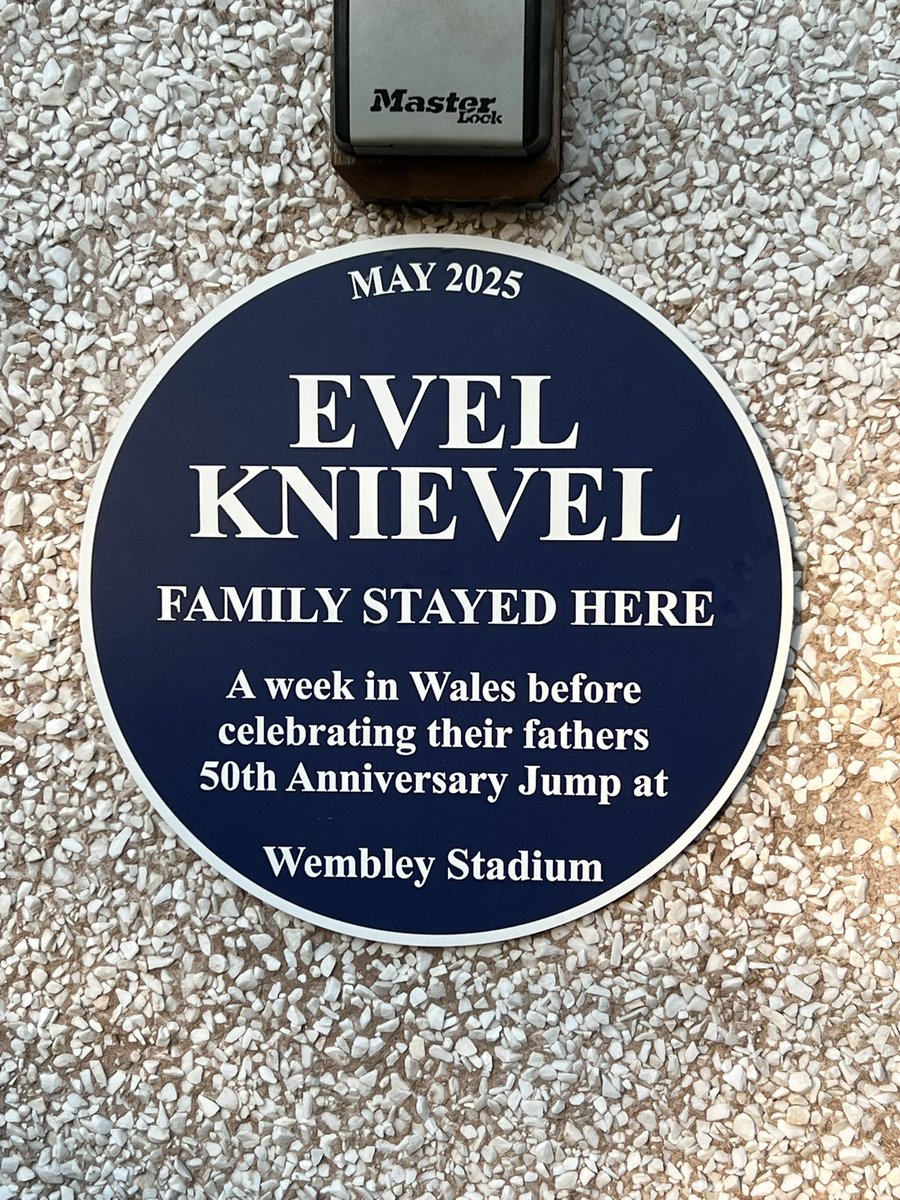 Master
Lock
MAY 2025
EVEL
KNIEVEL
FAMILY STAYED HERE
A week in Wales before
celebrating their fathers
50th Anniversary Jump at
Wembley Stadium